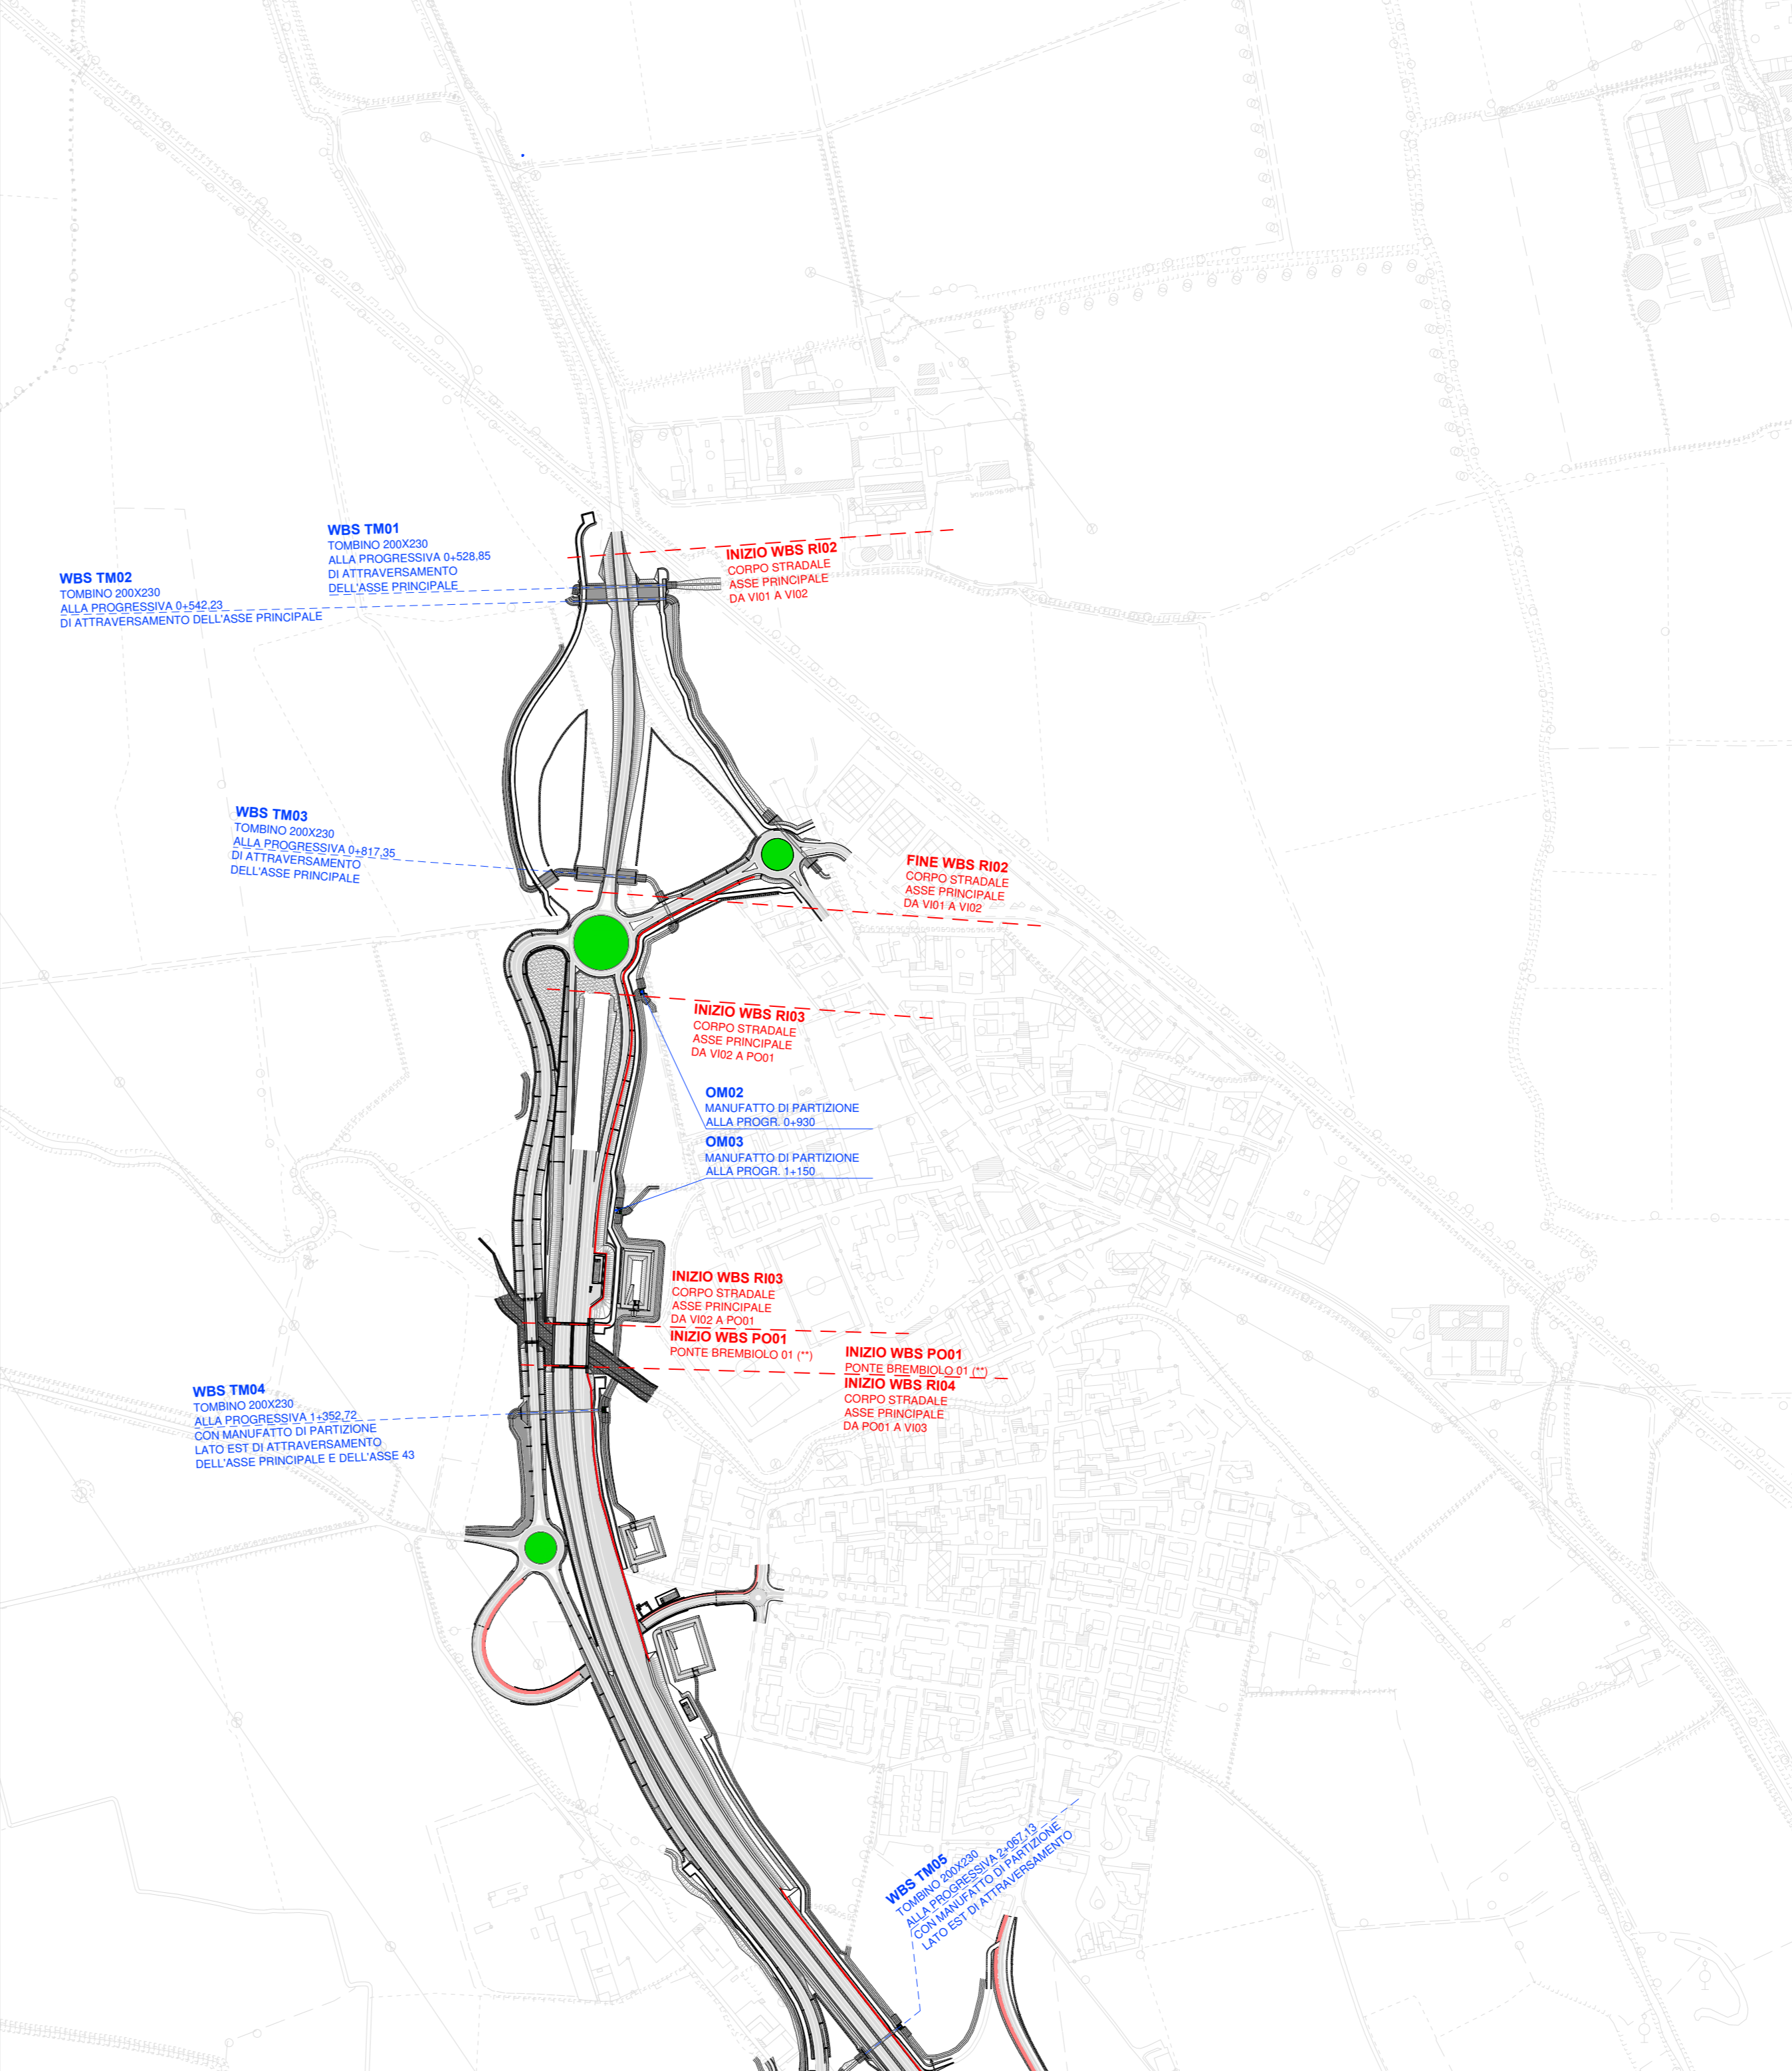 WBS TM01
TOMBINO 200X230
ALLA PROGRESSIVA 0+528,85
DI ATTRAVERSAMENTO
DELL'ASSE PRINCIPALE
INIZIO WBS RI02
CORPO STRADALE
ASSE PRINCIPALE
DA VI01 A VI02
WBS TM02
TOMBINO 200X230
ALLA PROGRESSIVA 0+542,23
DI ATTRAVERSAMENTO DELL'ASSE PRINCIPALE
WBS TM03
TOMBINO 200X230
ALLA PROGRESSIVA 0+817,35
DI ATTRAVERSAMENTO
DELL'ASSE PRINCIPALE
FINE WBS RI02
CORPO STRADALE
ASSE PRINCIPALE
DA VI01 A VI02
INIZIO WBS RI03
CORPO STRADALE
ASSE PRINCIPALE
DA VI02 A PO01
OM02
MANUFATTO DI PARTIZIONE
ALLA PROGR. 0+930
OM03
MANUFATTO DI PARTIZIONE
ALLA PROGR. 1+150
INIZIO WBS RI03
CORPO STRADALE
ASSE PRINCIPALE
DA VI02 A PO01
INIZIO WBS PO01
PONTE BREMBIOLO 01 (**)
INIZIO WBS PO01
PONTE BREMBIOLO 01 (**)
INIZIO WBS RI04
CORPO STRADALE
ASSE PRINCIPALE
DA PO01 A VI03
WBS TM04
TOMBINO 200X230
ALLA PROGRESSIVA 1+352,72
CON MANUFATTO DI PARTIZIONE
LATO EST DI ATTRAVERSAMENTO
DELL'ASSE PRINCIPALE E DELL'ASSE 43
WBS TM05
TOMBINO 200X230
ALLA PROGRESSIVA 2+067,13
CON MANUFATTO DI PARTIZIONE
LATO EST DI ATTRAVERSAMENTO